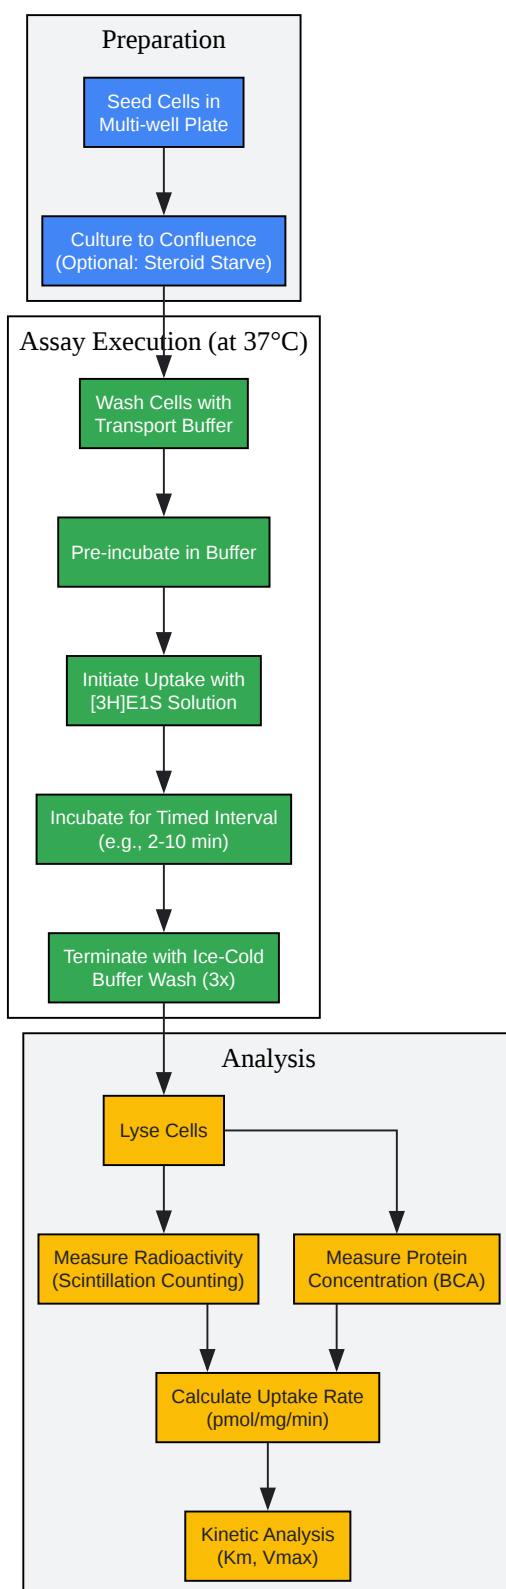 Preparation
Seed Cells in
Multi-well Plate
Culture to Confluence
(Optional: Steroid Starve)
Assay Execution (at 37°C)
Wash Cells with
Transport Buffer
Pre-incubate in Buffer
Initiate Uptake with
[3H]E1S Solution
Incubate for Timed Interval
(e.g., 2-10 min)
Terminate with Ice-Cold
Buffer Wash (3x)
Analysis
Lyse Cells
Measure Radioactivity
(Scintillation Counting)
Measure Protein
Concentration (BCA)
Calculate Uptake Rate
(pmol/mg/min)
Kinetic Analysis
(Km, Vmax)